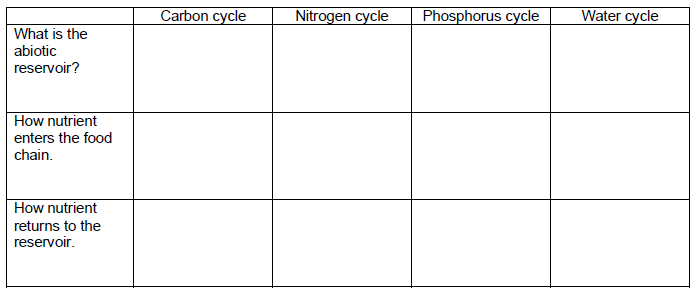 Carbon cycle Nitrogen cycle Phosphorus cycle Water cycle
What is the
abiotic
reservoir?
How nutrient
enters the food
chain.
How nutrient
returns to the
reservoir.